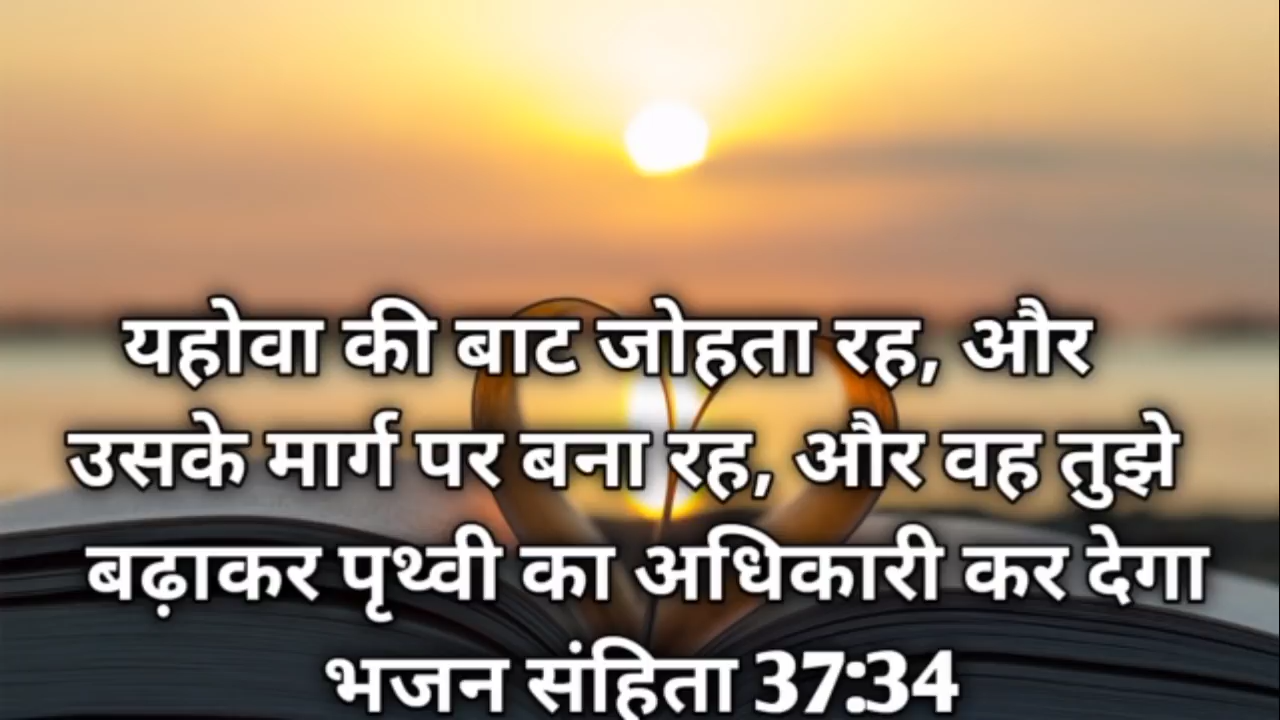 यहोवा की बाट जोहता रह, और
उसके मार्ग पर बना रह, और वह तुझे
बढ़ाकर पृथ्वी का अधिकारी कर देगा
भजन संहिता 37:34